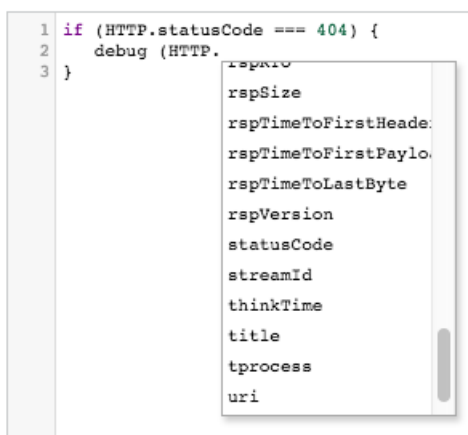 1 if (HTTP.statusCode === 404) {
2 debug (HTTP.
3 }
rspSize
rspTimeToFirstHeade
rspTimeToFirstPaylo
rspTimeToLastByte
rspVersion
statusCode
streamId
thinkTime
title
tprocess
uri